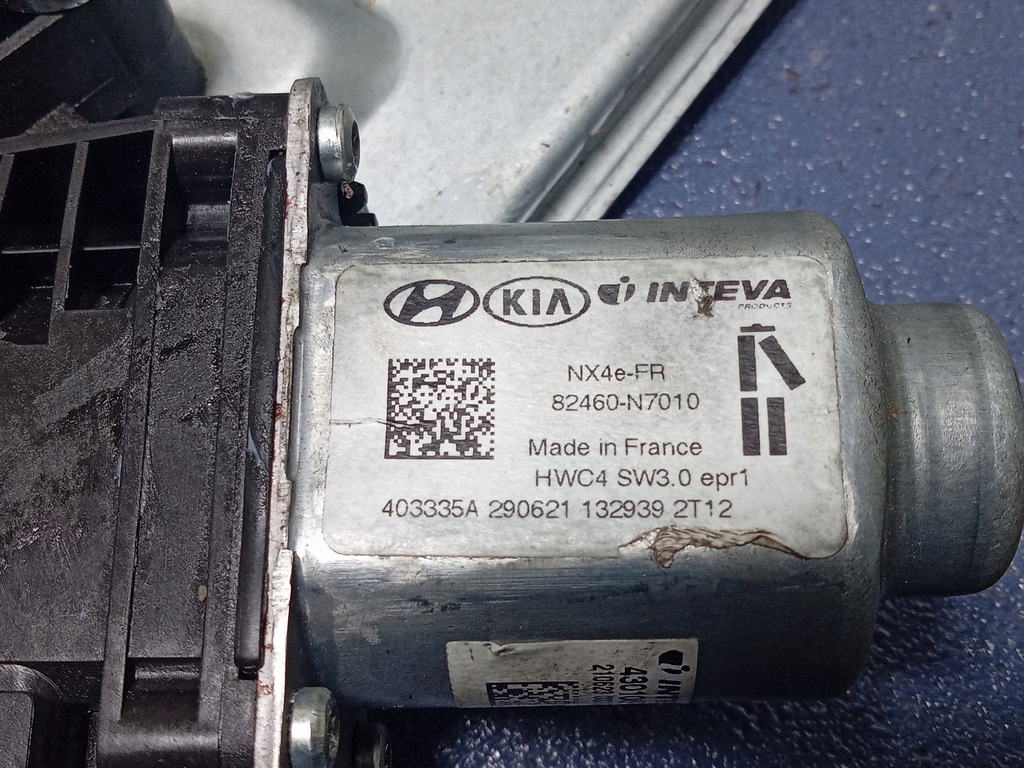 KIA INTEVA
PRODUCTS
NX4e-FR
82460-N7010
Made in France
HWC4 SW3.0 epr1
403335A 290621 132939 2T12